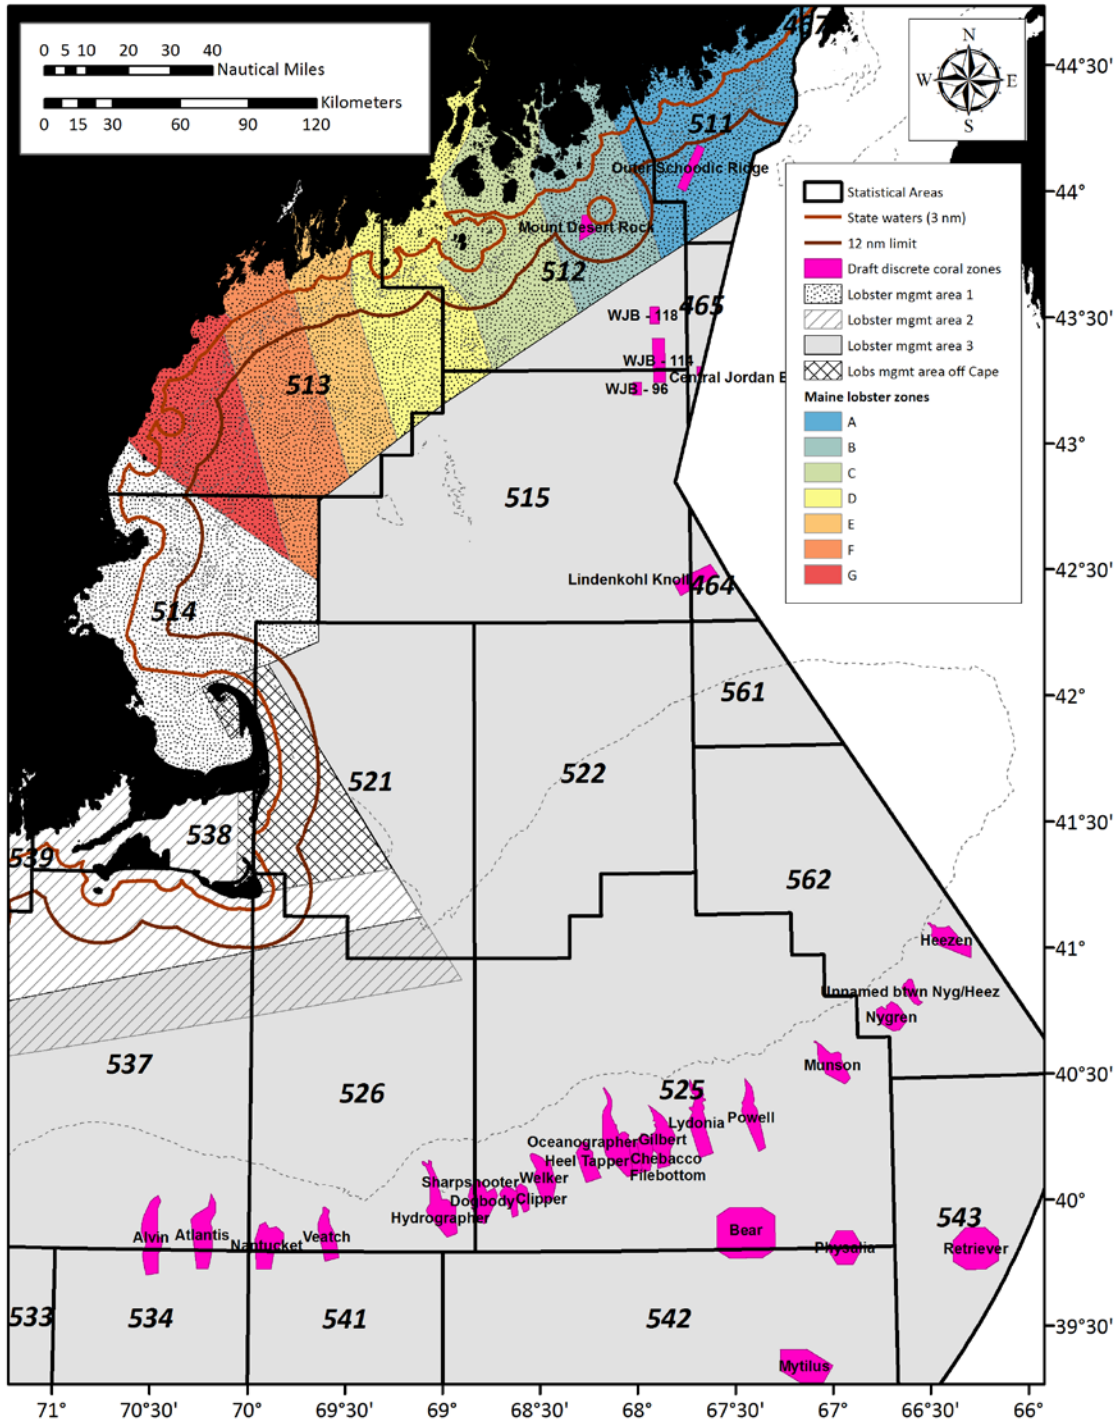 0 5 10 20 30 40
Nautical Miles
Kilometers
0 15 30 60 90 120
N
W E
S
467
511
Outer Schoodic Ridge
Mount Desert Rock
512
465
WJB - 118
WJB - 114
Central Jordan B
WJB - 96
513
515
Lindenkohl Knoll
464
514
561
521
522
538
539
562
Heezen
Unnamed btwn Nyg/Heez
Nygren
537
Munson
526
525
Lydonia
Powell
Oceanographer
Gilbert
Heel Tapper
Chebacco
Filebottom
Sharpshooter
Welker
Dogbody
Clipper
Hydrographer
Alvin
Atlantis
Nantucket
Veatch
Bear
Physalia
543
Retriever
533
534
541
542
Mytilus
Statistical Areas
State waters (3 nm)
12 nm limit
Draft discrete coral zones
Lobster mgmt area 1
Lobster mgmt area 2
Lobster mgmt area 3
Lobs mgmt area off Cape
Maine lobster zones
A
B
C
D
E
F
G
44°30'
44°
43°30'
43°
42°30'
42°
41°30'
41°
40°30'
40°
39°30'
71° 70°30' 70° 69°30' 69° 68°30' 68° 67°30' 67° 66°30' 66°